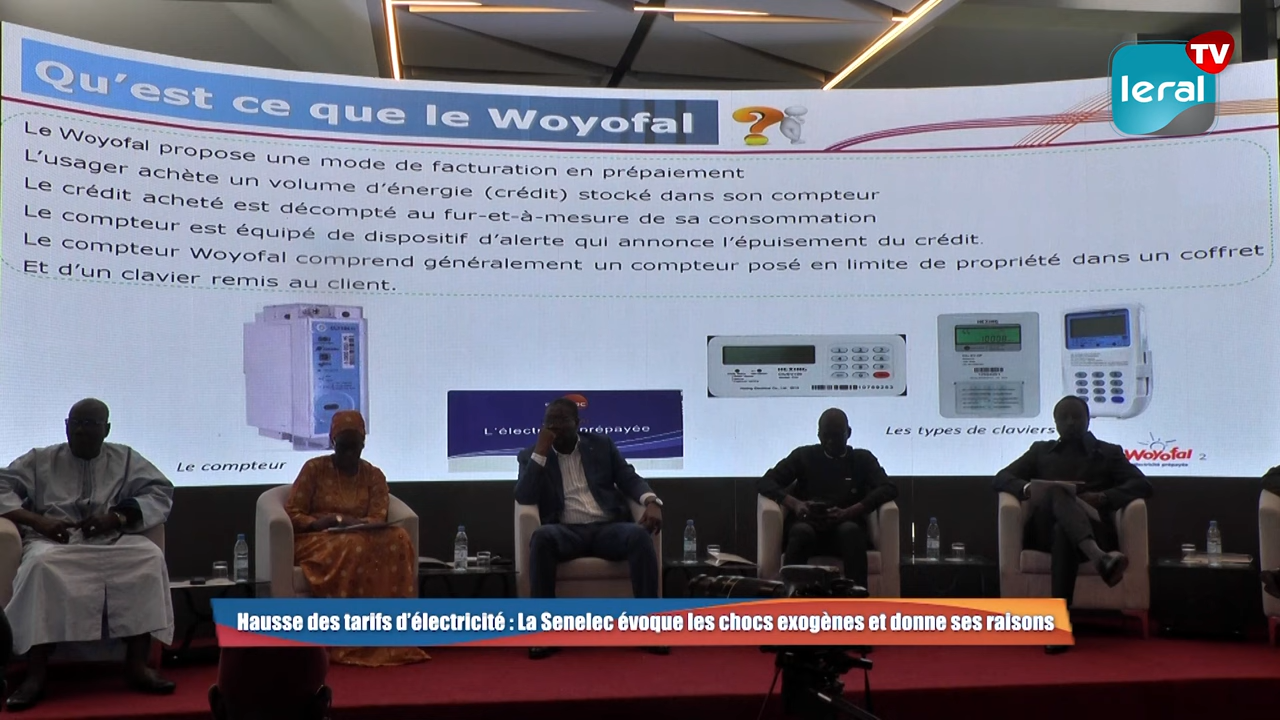 TV
leral
Qu'est ce que le Woyofal
Le Woyofal propose une mode de facturation en prépaiement
L'usager achète un volume d'énergie (crédit) stocké dans son compteur
Le crédit acheté est décompté au fur-et-à-mesure de sa consommation
Le compteur est équipé de dispositif d'alerte qui annonce l'épuisement du crédit.
Le compteur Woyofal comprend généralement un compteur posé en limite de propriété dans un coffret
Et d'un clavier remis au client.
HEXING
HEXING
L'électricité prépayée
Les types de claviers
Le compteur
Woyofal
électricité prépayée
2
Hausse des tarifs d'électricité : La Senelec évoque les chocs exogènes et donne ses raisons